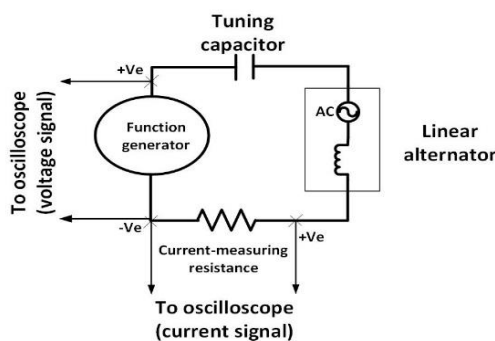 Tuning
capacitor
+Ve
To oscilloscope
(voltage signal)
Function
generator
AC
Linear
alternator
-Ve
+Ve
Current-measuring
resistance
To oscilloscope
(current signal)